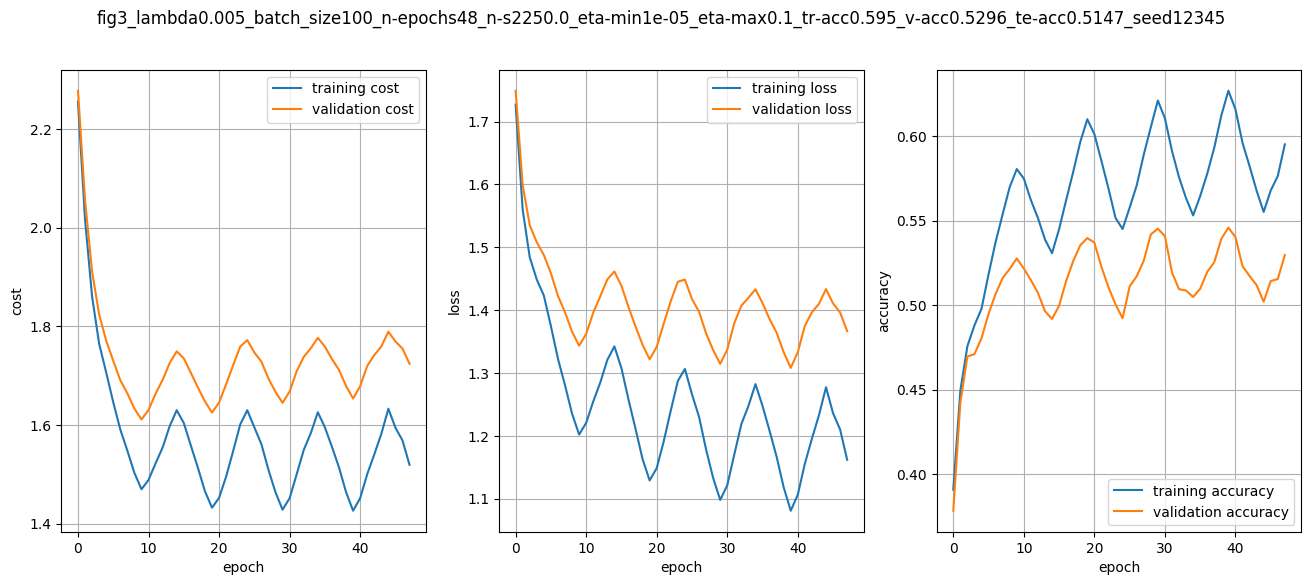 fig3_lambda0.005_batch_size100_n-epochs48_n-s2250.0_eta-min1e-05_eta-max0.1_tr-acc0.595_v-acc0.5296_te-acc0.5147_seed12345
cost
2.2
2.0
1.8
1.6
1.4
training cost
validation cost
0 10 20 30 40
epoch
loss
1.7
1.6
1.5
1.4
1.3
1.2
1.1
training loss
validation loss
0 10 20 30 40
epoch
accuracy
0.60
0.55
0.50
0.45
0.40
training accuracy
validation accuracy
0 10 20 30 40
epoch